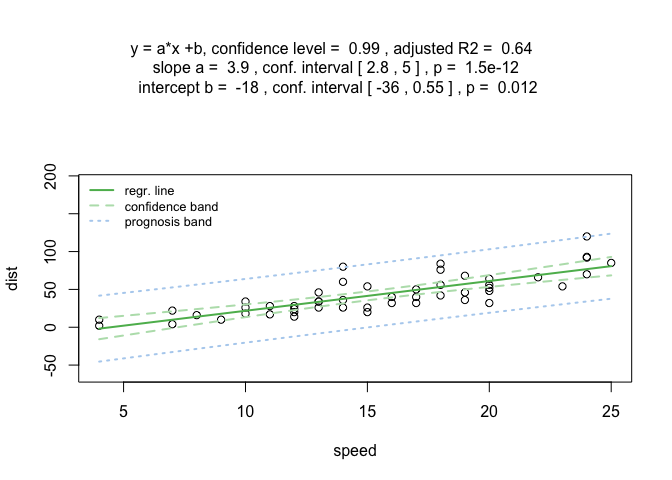 y = a*x +b, confidence level =  0.99 , adjusted R2 =  0.64
slope a =  3.9 , conf. interval [ 2.8 , 5 ] , p =  1.5e-12
intercept b =  -18 , conf. interval [ -36 , 0.55 ] , p =  0.012
regr. line
confidence band
prognosis band
dist
200
100
50
0
-50
5
10
15
20
25
speed